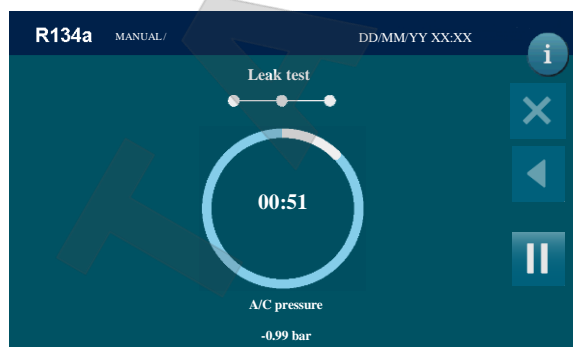 R134a MANUAL/ DD/MM/YY XX:XX
i
Leak test
00:51
A/C pressure
-0.99 bar